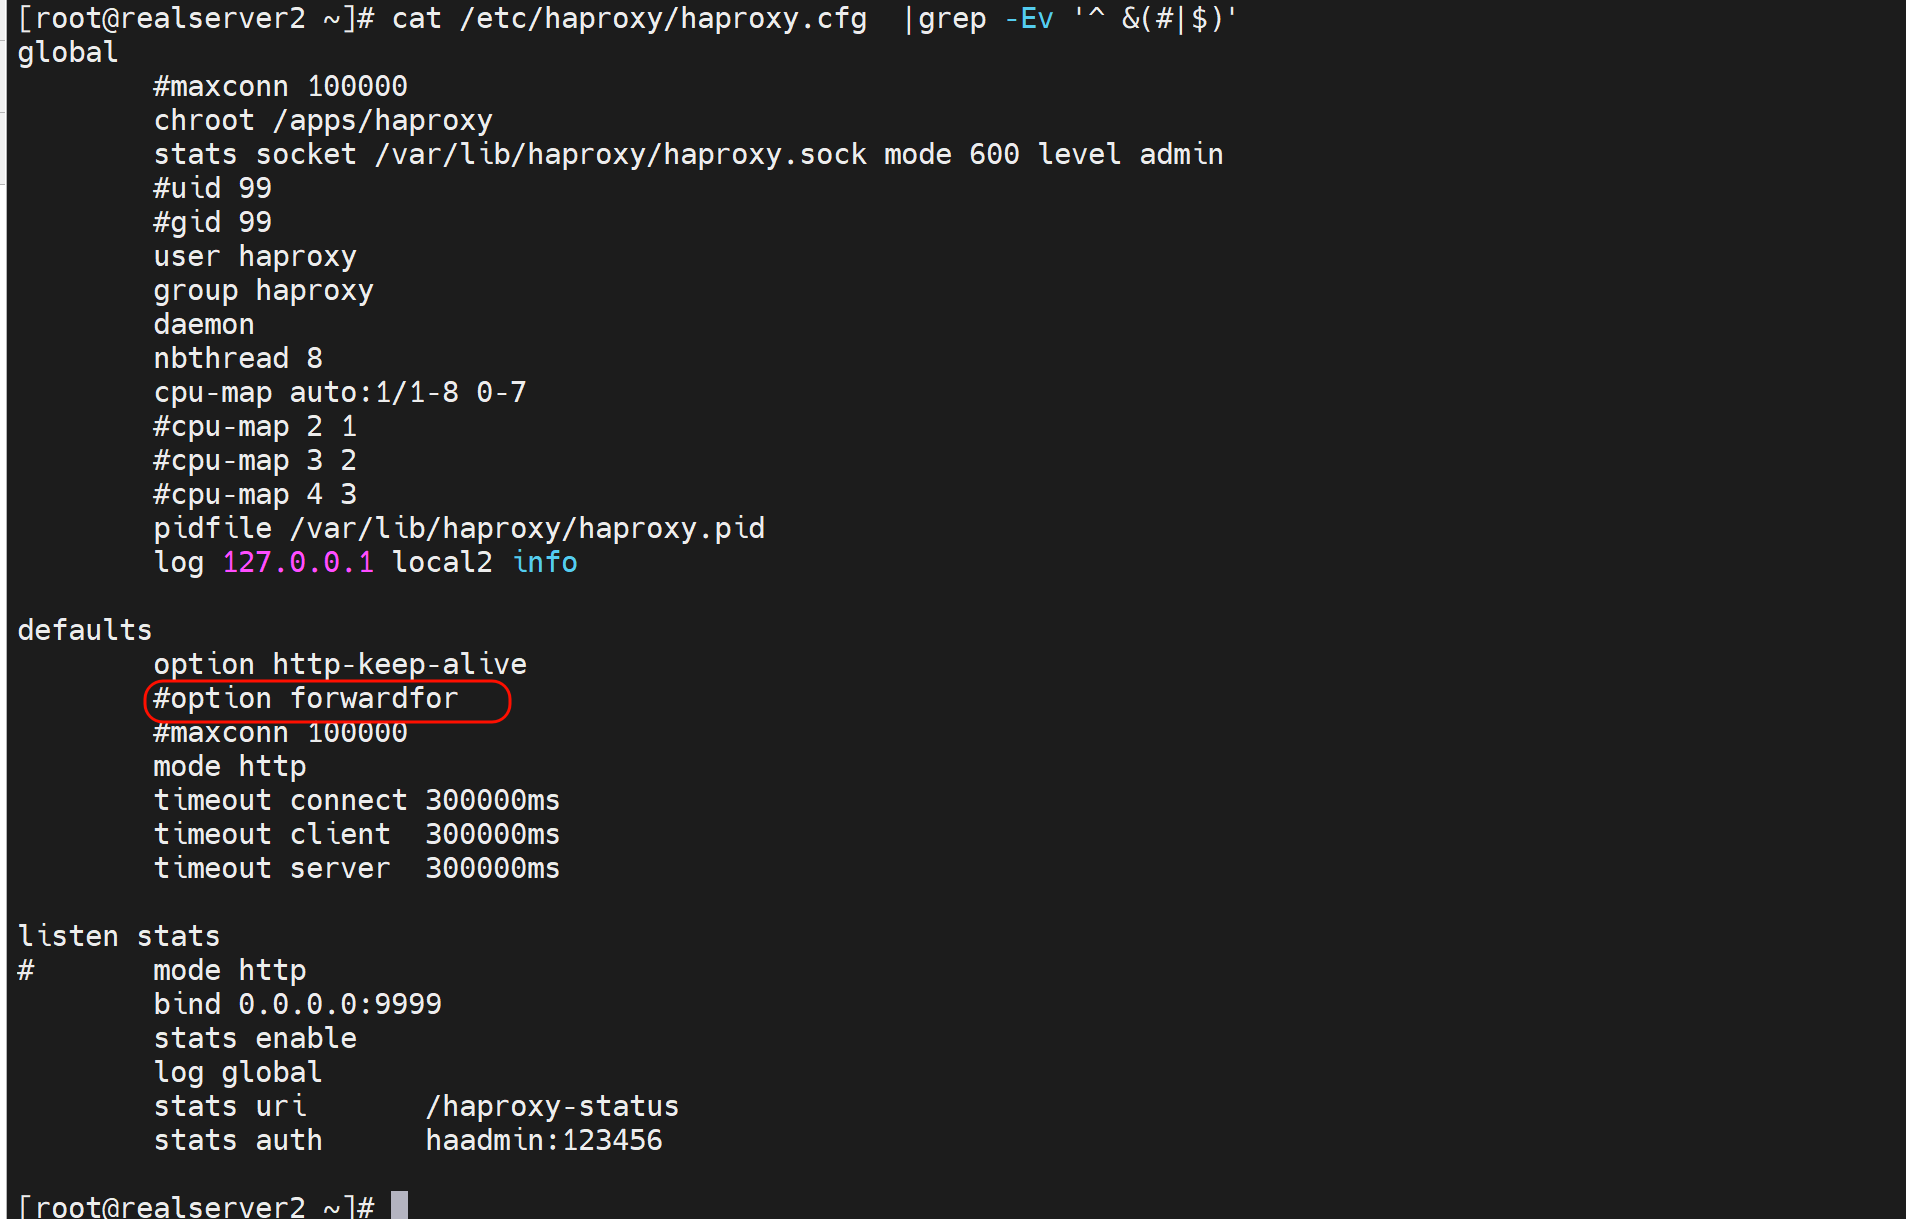 [root@realserver2 ~]# cat /etc/haproxy/haproxy.cfg  |grep -Ev '^ &(#|$)'
global
        #maxconn 100000
        chroot /apps/haproxy
        stats socket /var/lib/haproxy/haproxy.sock mode 600 level admin
        #uid 99
        #gid 99
        user haproxy
        group haproxy
        daemon
        nbthread 8
        cpu-map auto:1/1-8 0-7
        #cpu-map 2 1
        #cpu-map 3 2
        #cpu-map 4 3
        pidfile /var/lib/haproxy/haproxy.pid
        log 127.0.0.1 local2 info

defaults
        option http-keep-alive
        #option forwardfor
        #maxconn 100000
        mode http
        timeout connect 300000ms
        timeout client  300000ms
        timeout server  300000ms

listen stats
#       mode http
        bind 0.0.0.0:9999
        stats enable
        log global
        stats uri       /haproxy-status
        stats auth      haadmin:123456

[root@realserver2 ~]#